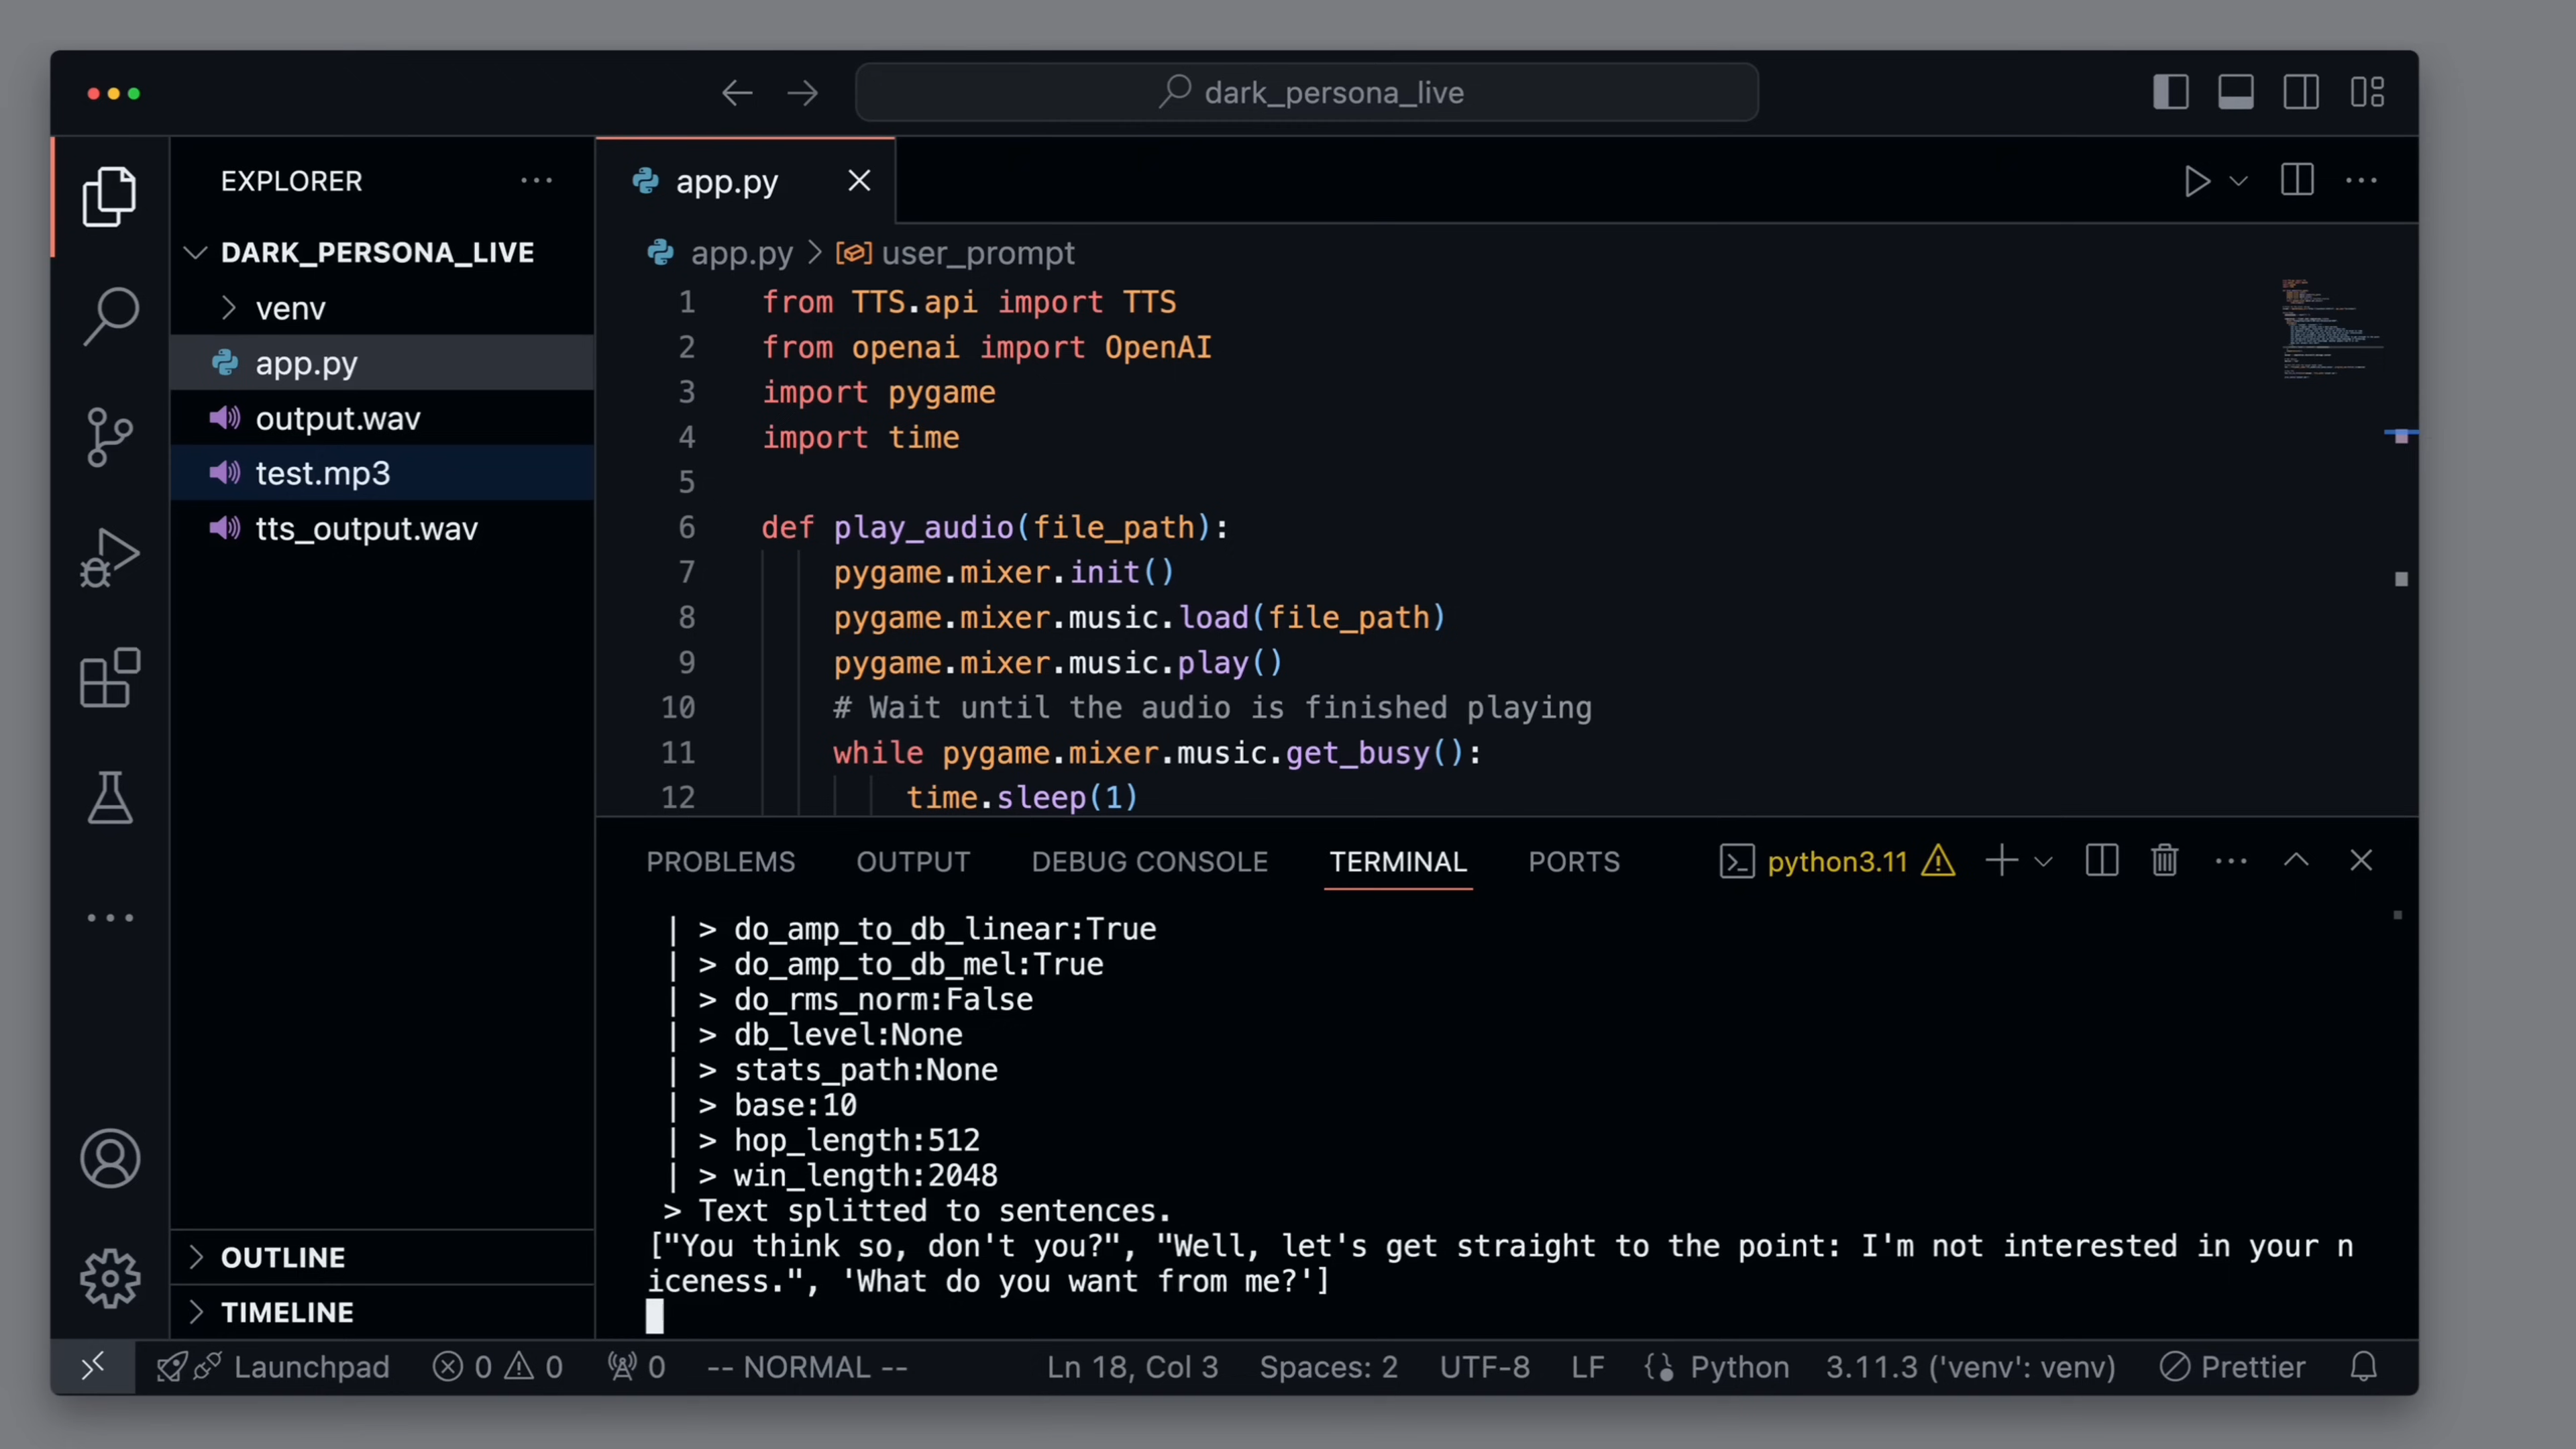 dark_persona_live
EXPLORER
DARK_PERSONA_LIVE
venv
app.py
output.wav
test.mp3
tts_output.wav
OUTLINE
TIMELINE
app.py
app.py > user_prompt
1 from TTS.api import TTS
2 from openai import OpenAI
3 import pygame
4 import time
5
6 def play_audio(file_path):
7 pygame.mixer.init()
8 pygame.mixer.music.load(file_path)
9 pygame.mixer.music.play()
10 # Wait until the audio is finished playing
11 while pygame.mixer.music.get_busy():
12 time.sleep(1)
PROBLEMS OUTPUT DEBUG CONSOLE TERMINAL PORTS python3.11
| > do_amp_to_db_linear:True
| > do_amp_to_db_mel:True
| > do_rms_norm:False
| > db_level:None
| > stats_path:None
| > base:10
| > hop_length:512
| > win_length:2048
> Text splitted to sentences.
["You think so, don't you?", "Well, let's get straight to the point: I'm not interested in your n
iceness.", 'What do you want from me?']
Launchpad 0 0 0 -- NORMAL -- Ln 18, Col 3 Spaces: 2 UTF-8 LF Python 3.11.3 ('venv': venv) Prettier